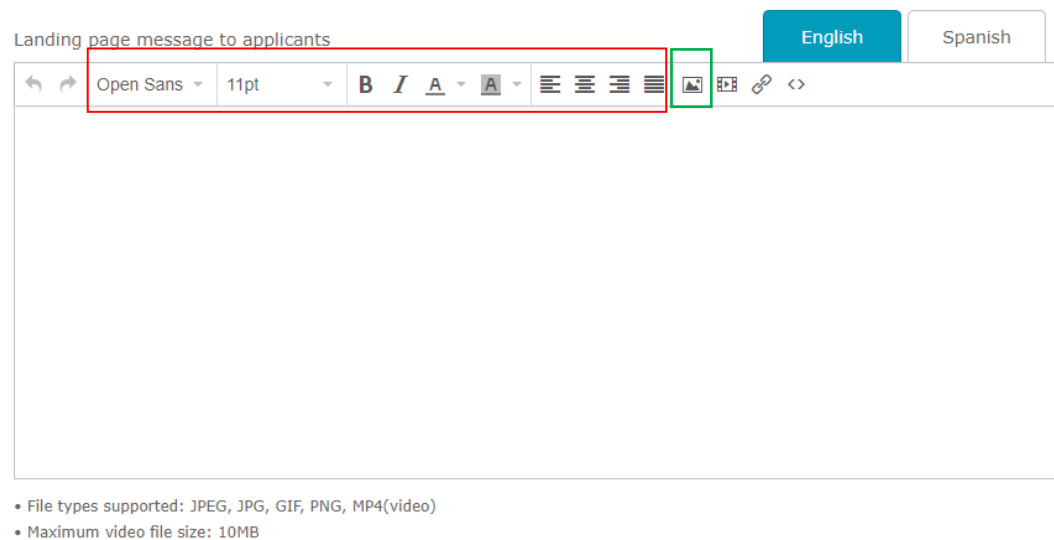 Landing page message to applicants
English
Spanish
Open Sans 11pt B I A A <>
• File types supported: JPEG, JPG, GIF, PNG, MP4(video)
• Maximum video file size: 10MB